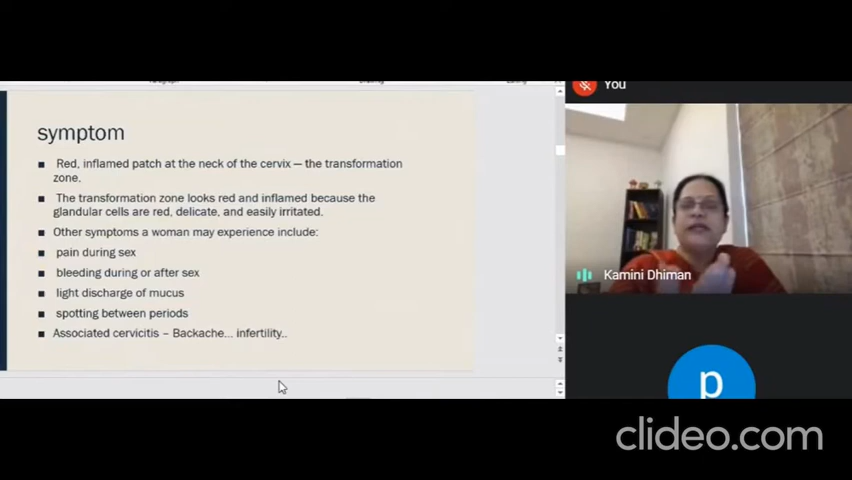 You
symptom
Red, inflamed patch at the neck of the cervix — the transformation
zone.
The transformation zone looks red and inflamed because the
glandular cells are red, delicate, and easily irritated.
Other symptoms a woman may experience include:
pain during sex
bleeding during or after sex
light discharge of mucus
spotting between periods
Associated cervicitis – Backache... infertility..
Kamini Dhiman
p
clideo.com